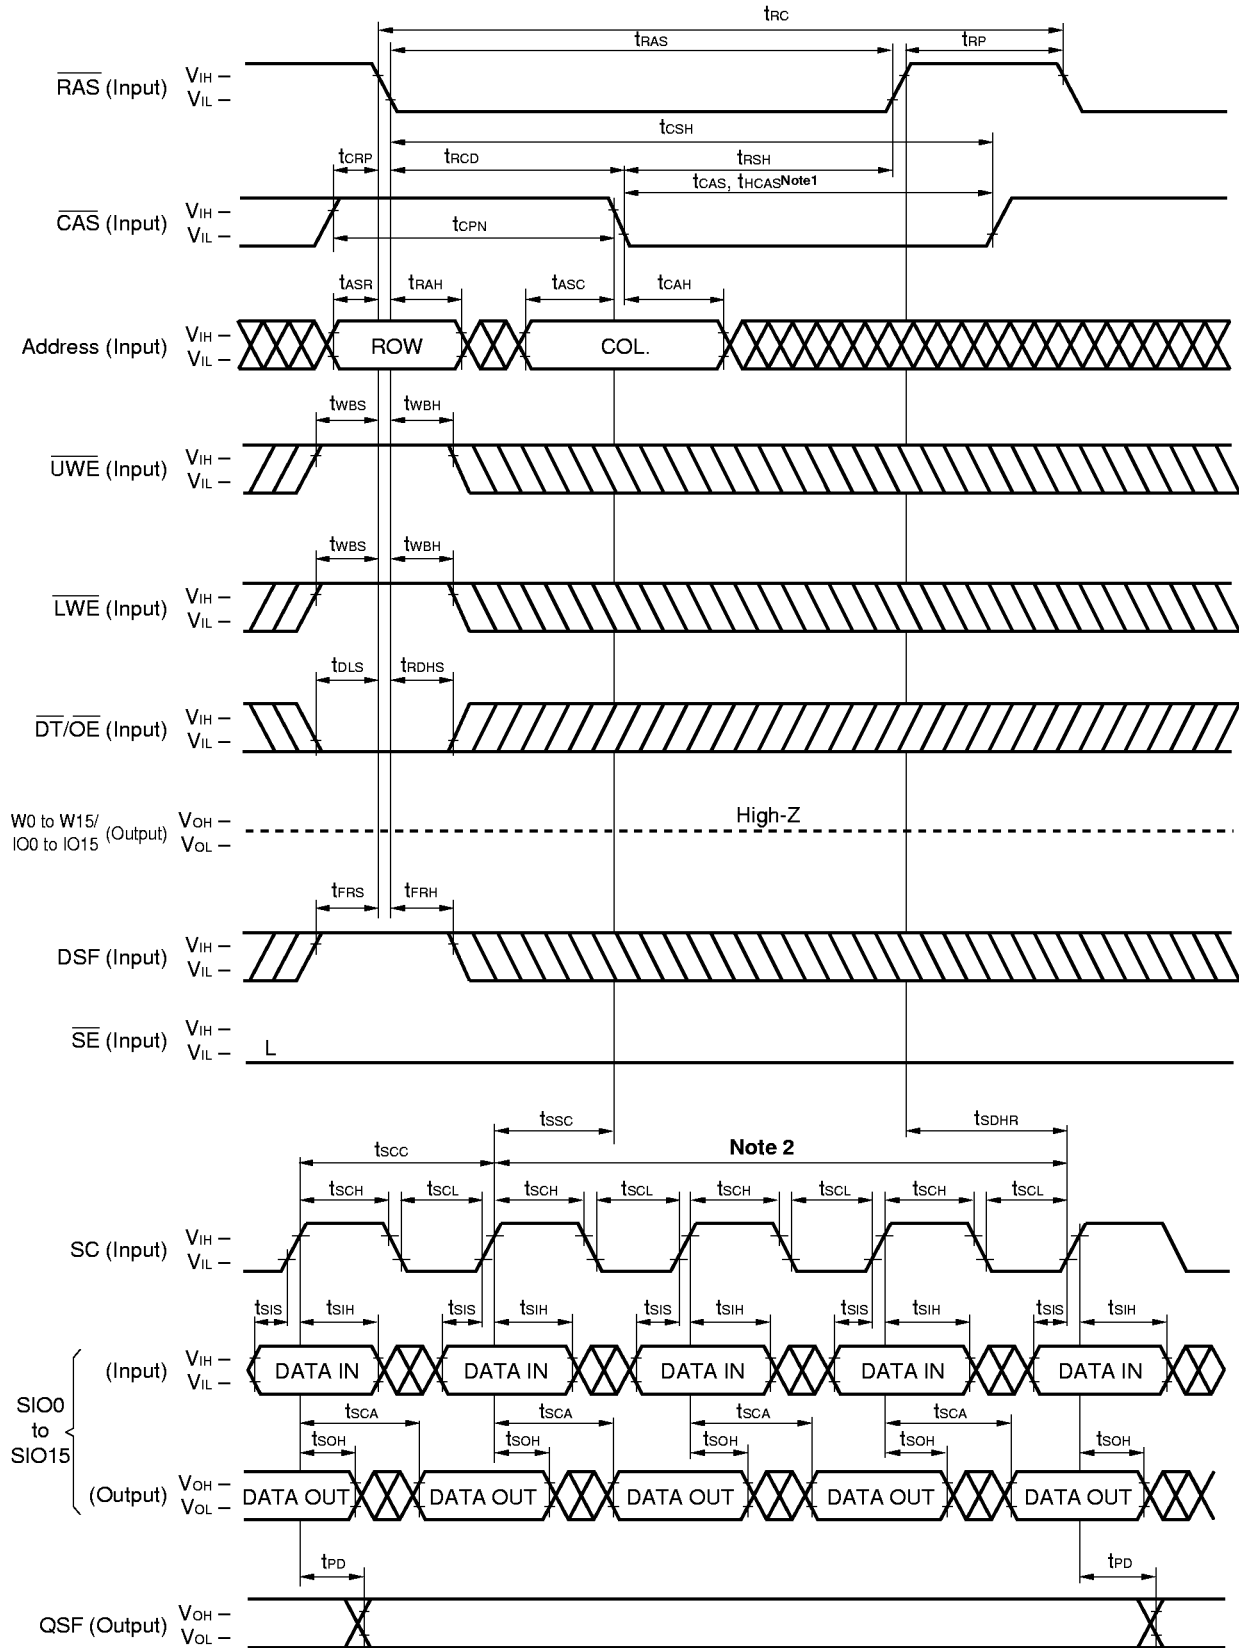 tRC
tRAS tRP
RAS (Input) VIH –
VIL –
tCSH
tCRP tRCD tRSH
tCAS, tHCAS Note1
CAS (Input) VIH –
VIL –
tCPN
tASR tRAH tASC tCAH
Address (Input) VIH –
VIL –
ROW COL.
tWBS tWBH
UWE (Input) VIH –
VIL –
tWBS tWBH
LWE (Input) VIH –
VIL –
tDLS tRDHS
DT/OE (Input) VIH –
VIL –
High-Z
W0 to W15/
IO0 to IO15 (Output) VOH –
VOL –
tFRS tFRH
DSF (Input) VIH –
VIL –
SE (Input) VIH –
VIL – L
tSSC tSDHR
tSCC Note 2
tSCH tSCL tSCH tSCL tSCH tSCL tSCH tSCL
SC (Input) VIH –
VIL –
tSIS tSIH tSIS tSIH tSIS tSIH tSIS tSIH tSIS tSIH
(Input) VIH –
VIL –
DATA IN DATA IN DATA IN DATA IN DATA IN
SIO0
to
SIO15
tSCA tSCA tSCA tSCA
tSOH tSOH tSOH tSOH tSOH
(Output) VOH –
VOL –
DATA OUT DATA OUT DATA OUT DATA OUT DATA OUT
tPD tPD
QSF (Output) VOH –
VOL –